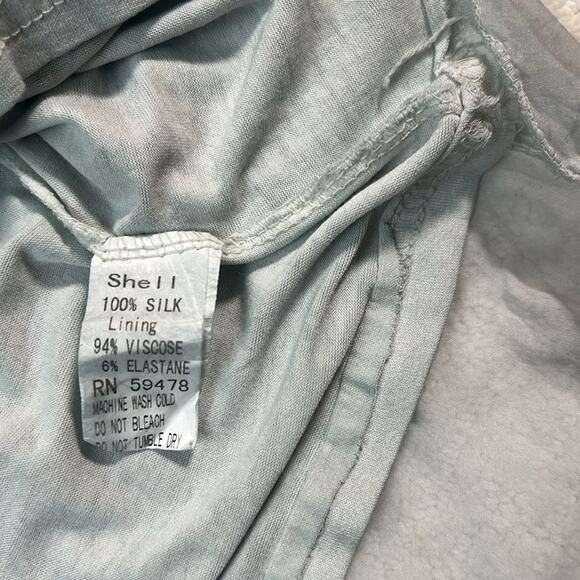 Shell
100% SILK
Lining
94% VISCOSE
6% ELASTANE
RN 59478
MACHINE WASH COLD
DO NOT BLEACH
DO NOT TUMBLE DRY